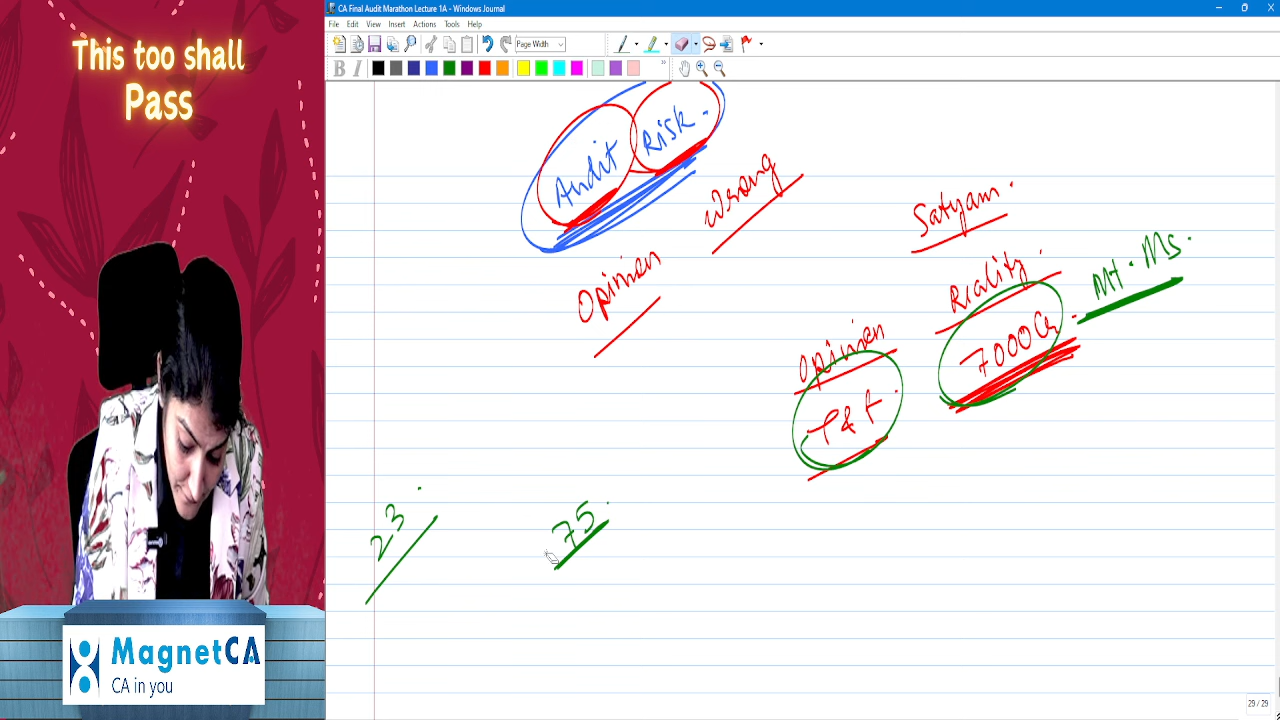 This too shall
Pass
MagnetCA
CA in you
CA Final Audit Marathon Lecture 1A - Windows Journal
File Edit View Insert Actions Tools Help
Page Width
B I
Audit Risk.
Wrong
Opinion
Satyam.
Reality.
7000Cr.
Mt. Ms.
Opinion
T & F.
23
75
29 / 29